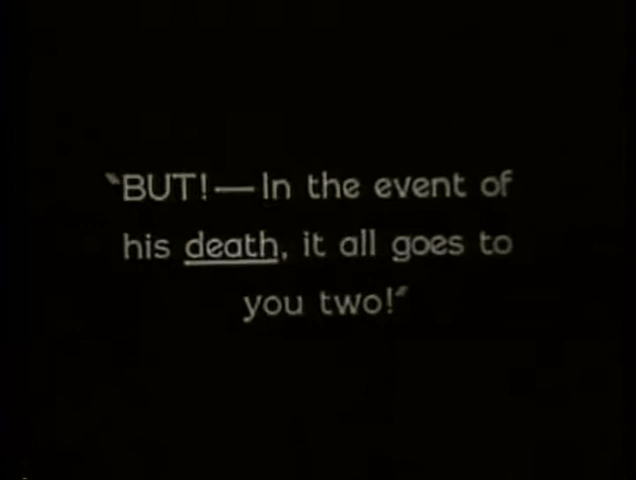 "BUT!—In the event of
his death, it all goes to
you two!"